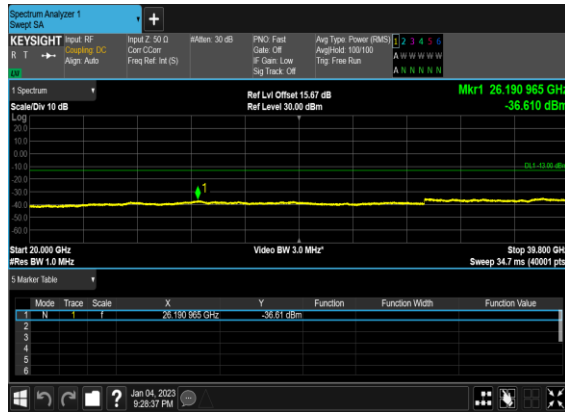 Spectrum Analyzer 1
Swept SA
+
KEYSIGHT Input: RF Input Z: 50 Ω #Atten: 30 dB PNO: Fast Avg Type: Power (RMS) 1 2 3 4 5 6
R T Coupling: DC Corr CCorr Gate: Off Avg|Hold: 100/100 A W W W W W
Align: Auto Freq Ref: Int (S) IF Gain: Low Trig: Free Run
LW Sig Track: Off A N N N N N
1 Spectrum Ref Lvl Offset 15.67 dB Mkr1 26.190 965 GHz
Scale/Div 10 dB Ref Level 30.00 dBm -36.610 dBm
Log
20.0
10.0
0.00
-10.0 DL1 -13.00 dBm
-20.0
-30.0 1
-40.0
-50.0
-60.0
Start 20.000 GHz Video BW 3.0 MHz* Stop 39.800 GHz
#Res BW 1.0 MHz Sweep 34.7 ms (40001 pts)
5 Marker Table
Mode Trace Scale X Y Function Function Width Function Value
1 N 1 f 26.190 965 GHz -36.61 dBm
2
3
4
5
6
? Jan 04, 2023
9:28:37 PM